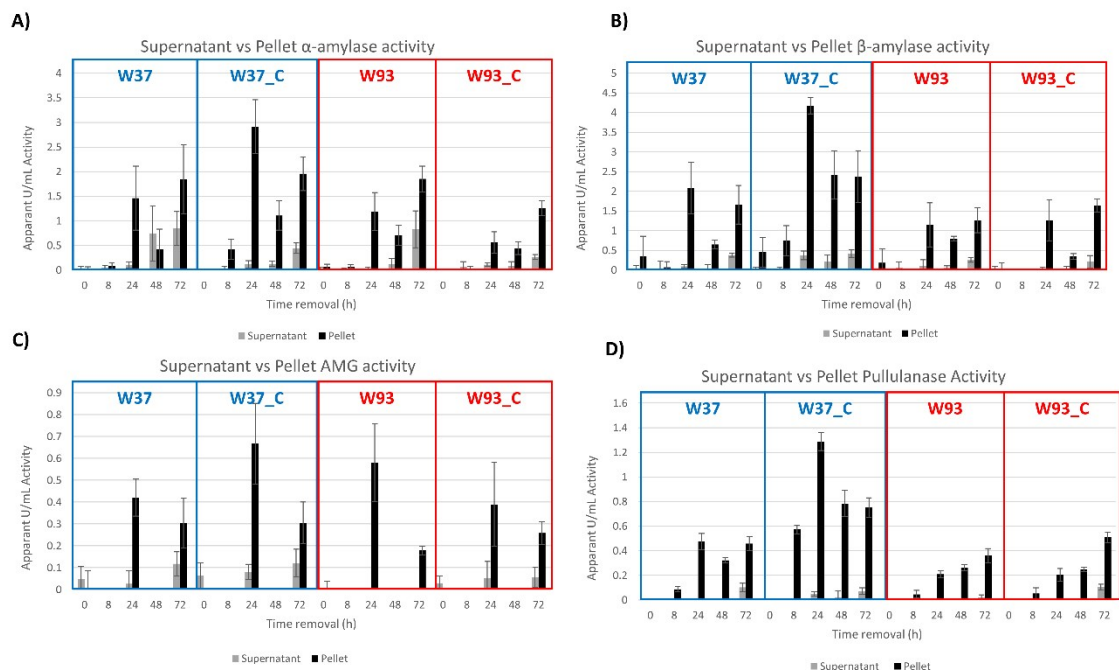 A)
Supernatant vs Pellet α-amylase activity
4
3.5
3
2.5
2
1.5
1
0.5
0
Apparant U/mL Activity
W37
W37_C
W93
W93_C
0 8 24 48 72 0 8 24 48 72 0 8 24 48 72 0 8 24 48 72
Time removal (h)
Supernatant Pellet
B)
Supernatant vs Pellet β-amylase activity
5
4.5
4
3.5
3
2.5
2
1.5
1
0.5
0
Apparant U/mL Activity
W37
W37_C
W93
W93_C
0 8 24 48 72 0 8 24 48 72 0 8 24 48 72 0 8 24 48 72
Time removal (h)
Supernatant Pellet
C)
Supernatant vs Pellet AMG activity
0.9
0.8
0.7
0.6
0.5
0.4
0.3
0.2
0.1
0
Apparant U/mL Activity
W37
W37_C
W93
W93_C
0 8 24 48 72 0 8 24 48 72 0 8 24 48 72 0 8 24 48 72
Time removal (h)
Supernatant Pellet
D)
Supernatant vs Pellet Pullulanase Activity
1.6
1.4
1.2
1
0.8
0.6
0.4
0.2
0
Apparant U/mL Activity
W37
W37_C
W93
W93_C
0 8 24 48 72 0 8 24 48 72 0 8 24 48 72 0 8 24 48 72
Time removal (h)
Supernatant Pellet